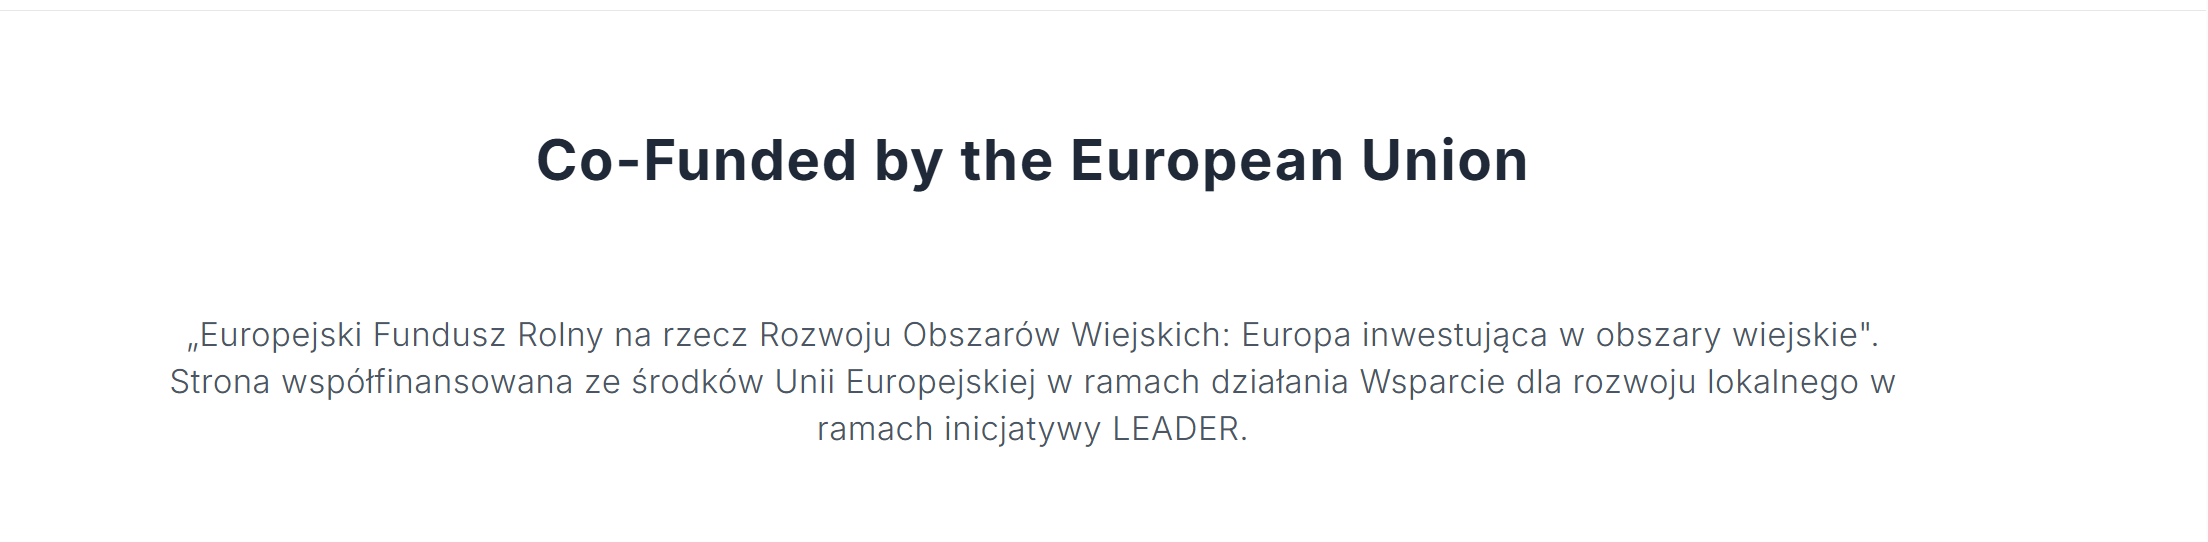 Co-Funded by the European Union
„Europejski Fundusz Rolny na rzecz Rozwoju Obszarów Wiejskich: Europa inwestująca w obszary wiejskie".
Strona współfinansowana ze środków Unii Europejskiej w ramach działania Wsparcie dla rozwoju lokalnego w
ramach inicjatywy LEADER.